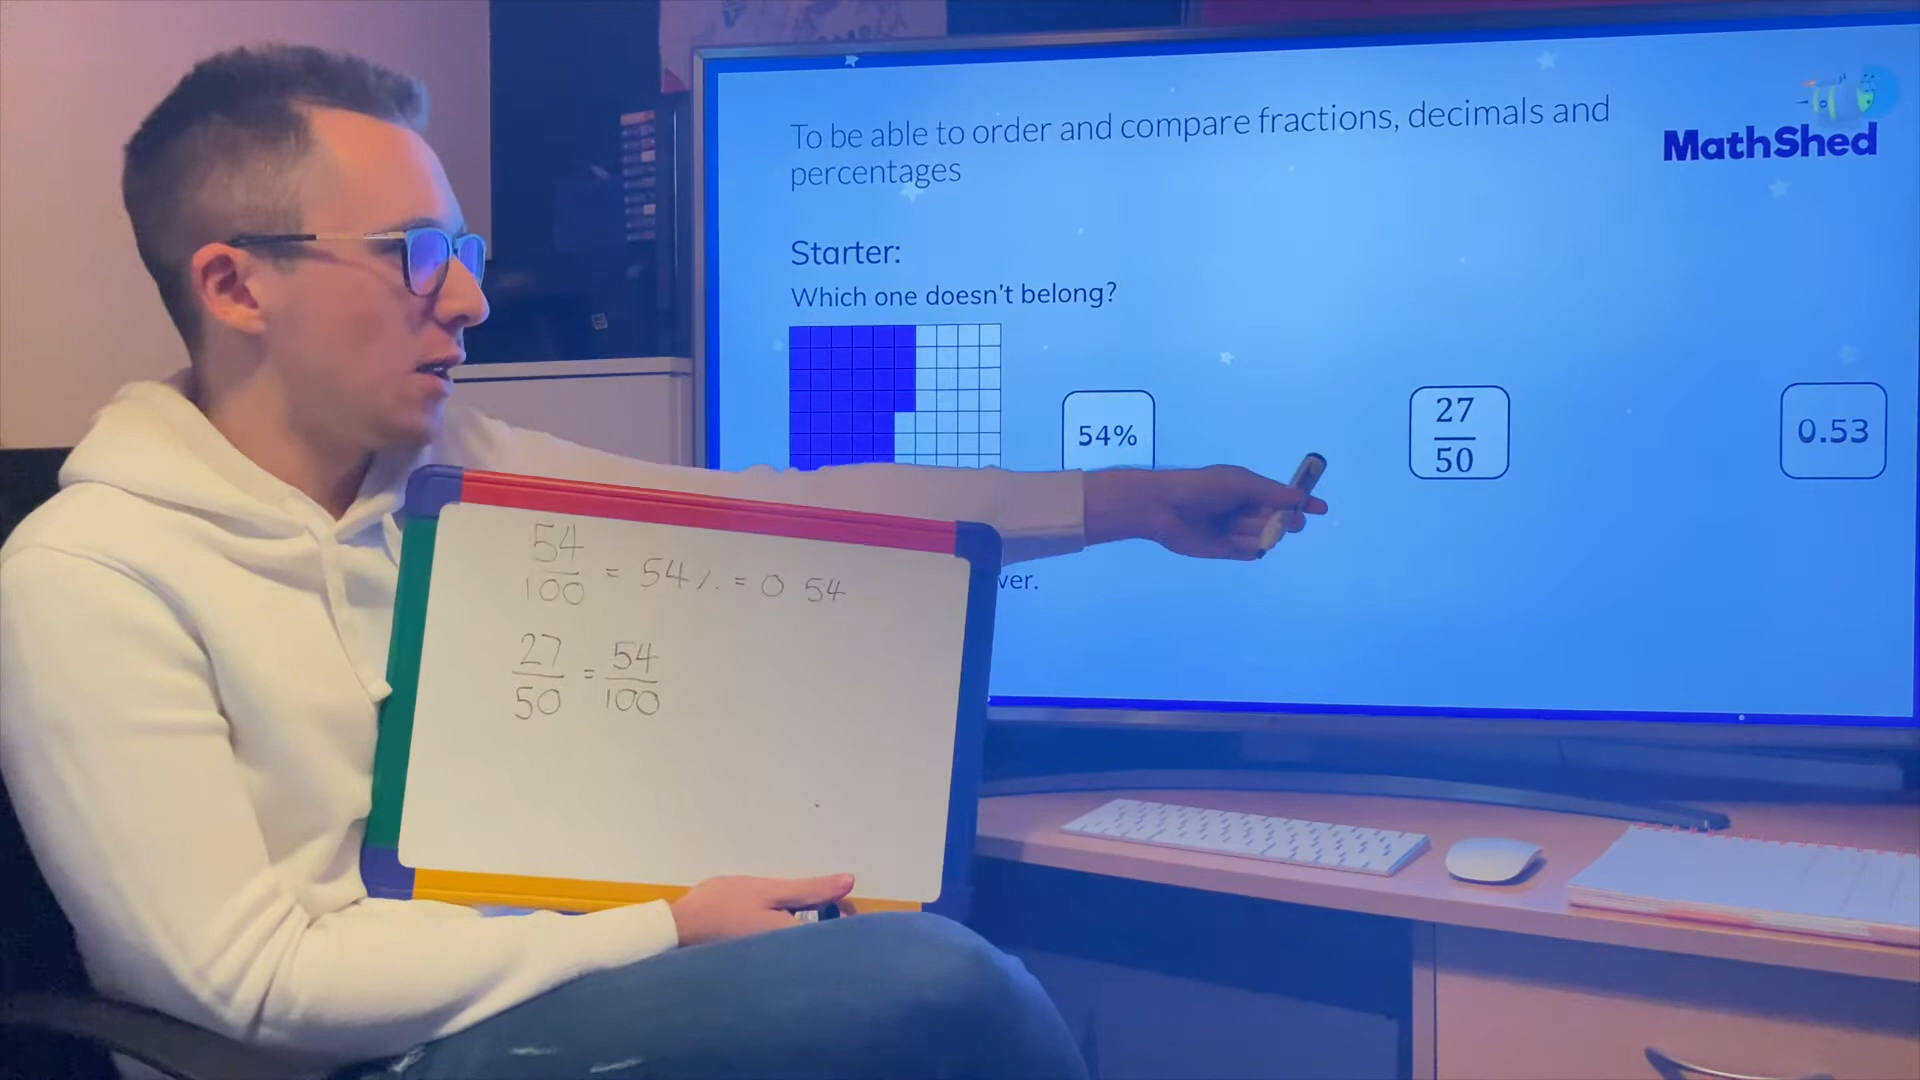 To be able to order and compare fractions, decimals and
percentages
MathShed
Starter:
Which one doesn't belong?
54%
27
50
0.53
ver.
54
100
= 54%. = 0 54
27
50
=
54
100